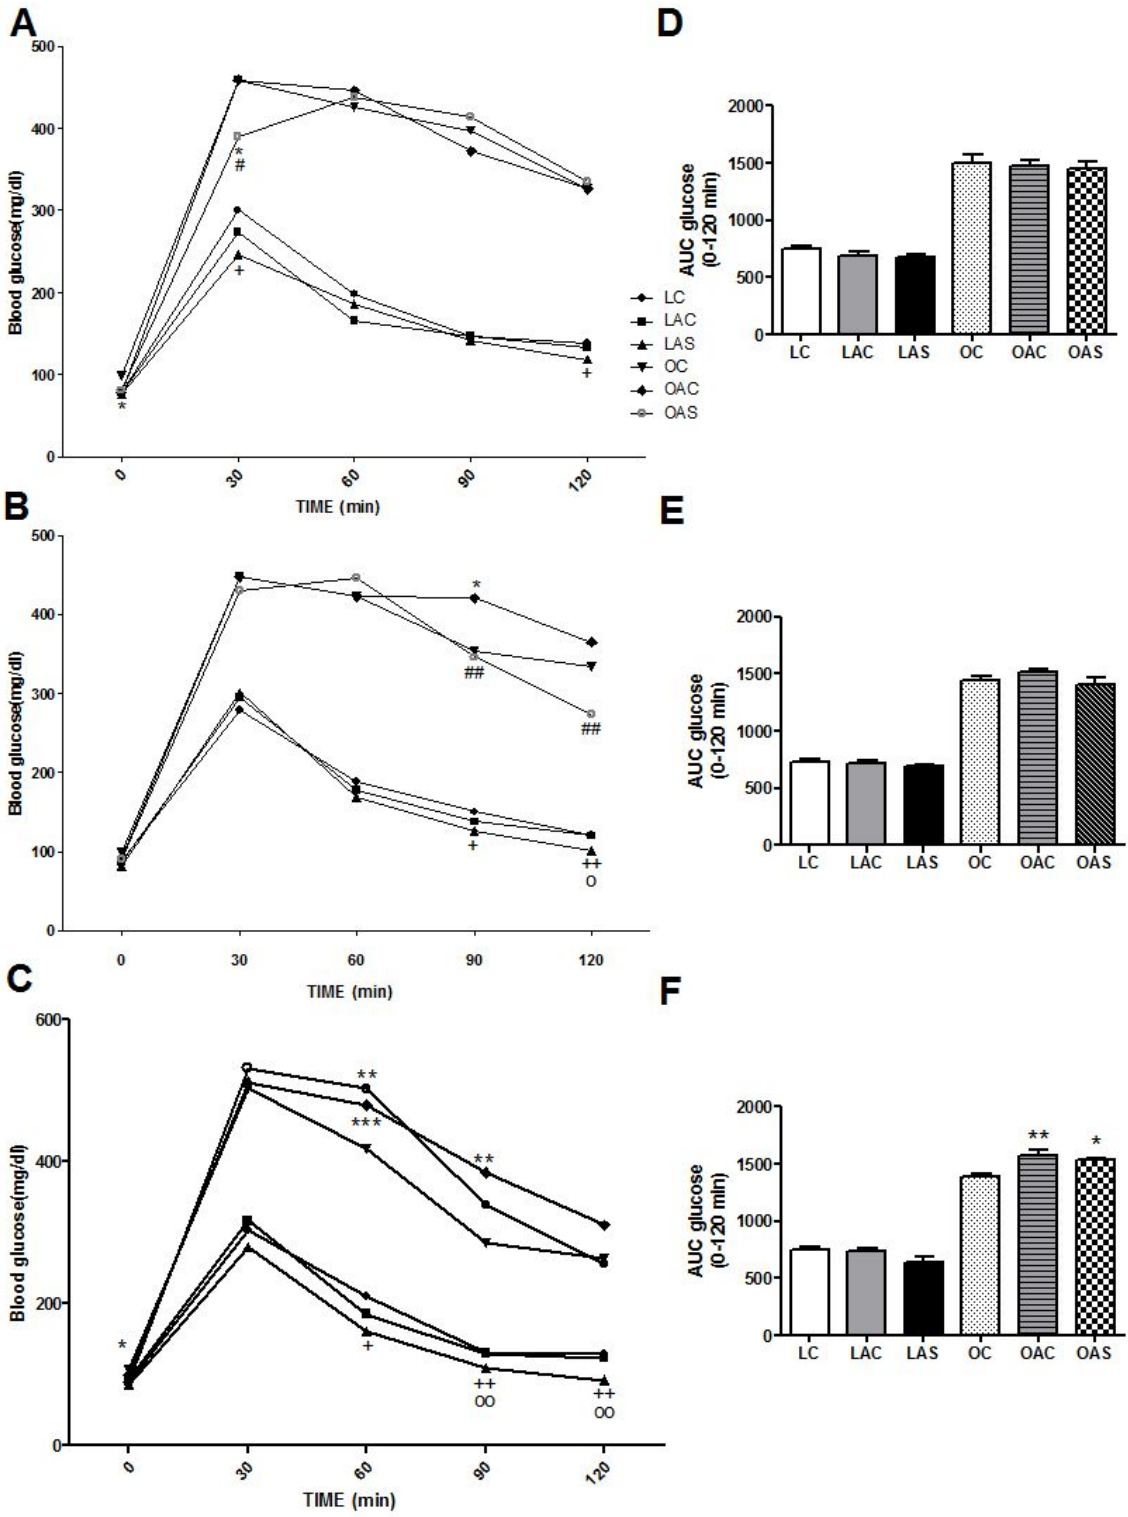 A
500
400
300
200
100
0
Blood glucose(mg/dl)
*
#
+
*
+
0 30 60 90 120
TIME (min)
LC
LAC
LAS
OC
OAC
OAS
D
2000
1500
1000
500
0
AUC glucose
(0-120 min)
LC LAC LAS OC OAC OAS
B
500
400
300
200
100
0
Blood glucose(mg/dl)
*
##
##
+
++
o
0 30 60 90 120
TIME (min)
E
2000
1500
1000
500
0
AUC glucose
(0-120 min)
LC LAC LAS OC OAC OAS
C
600
400
200
0
Blood glucose(mg/dl)
**
***
**
*
+
++
oo
++
oo
0 30 60 90 120
TIME (min)
F
2000
1500
1000
500
0
AUC glucose
(0-120 min)
** *
LC LAC LAS OC OAC OAS